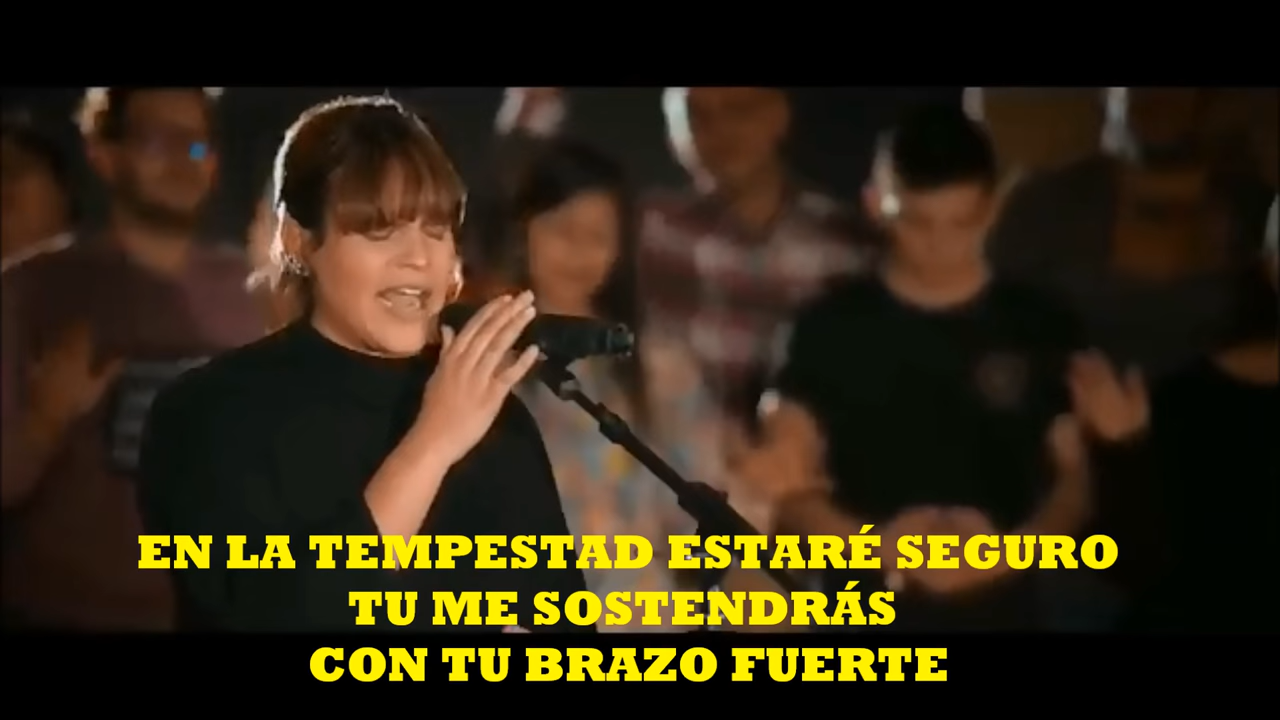 EN LA TEMPESTAD ESTARÉ SEGURO
TU ME SOSTENDRÁS
CON TU BRAZO FUERTE